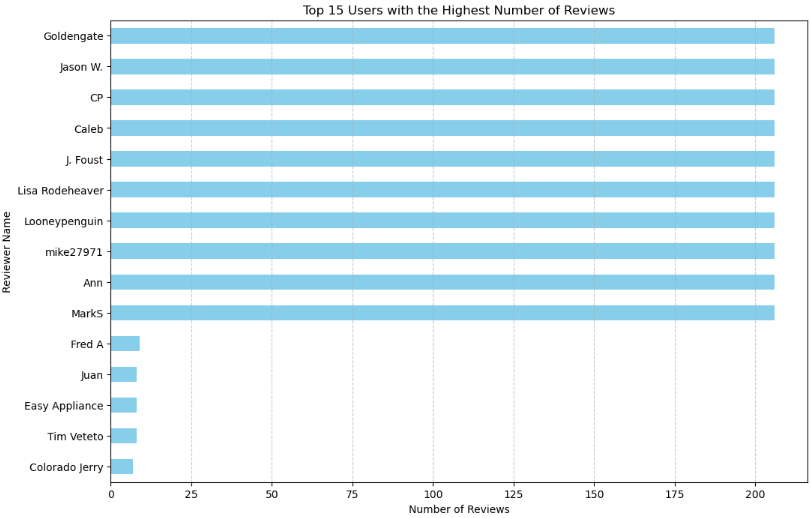 Top 15 Users with the Highest Number of Reviews
Reviewer Name
Goldengate
Jason W.
CP
Caleb
J. Foust
Lisa Rodeheaver
Looneypenguin
mike27971
Ann
MarkS
Fred A
Juan
Easy Appliance
Tim Veteto
Colorado Jerry
0 25 50 75 100 125 150 175 200
Number of Reviews